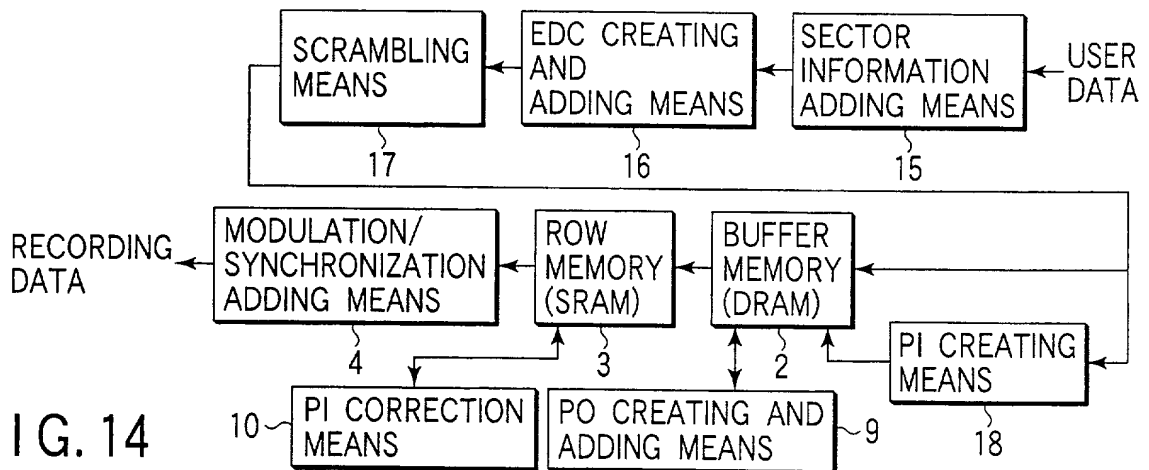 SCRAMBLING
MEANS
17
EDC CREATING
AND
ADDING MEANS
16
SECTOR
INFORMATION
ADDING MEANS
15
USER
DATA
RECORDING
DATA
MODULATION/
SYNCHRONIZATION
ADDING MEANS
4
ROW
MEMORY
(SRAM)
3
BUFFER
MEMORY
(DRAM)
2
PI CREATING
MEANS
18
10
PI CORRECTION
MEANS
PO CREATING AND
ADDING MEANS
9
IG. 14